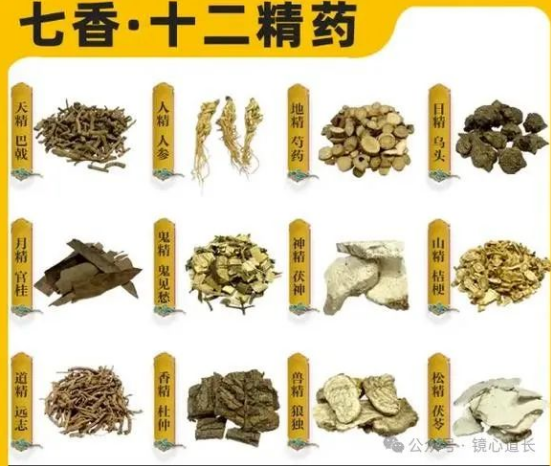 七香·十二精药
天精 巴戟
人精 人参
地精 芍药
日精 乌头
月精 官桂
鬼精 鬼见愁
神精 茯神
山精 桔梗
道精 远志
香精 杜仲
兽精 狼独
松精 茯苓
公众号·镜心道长